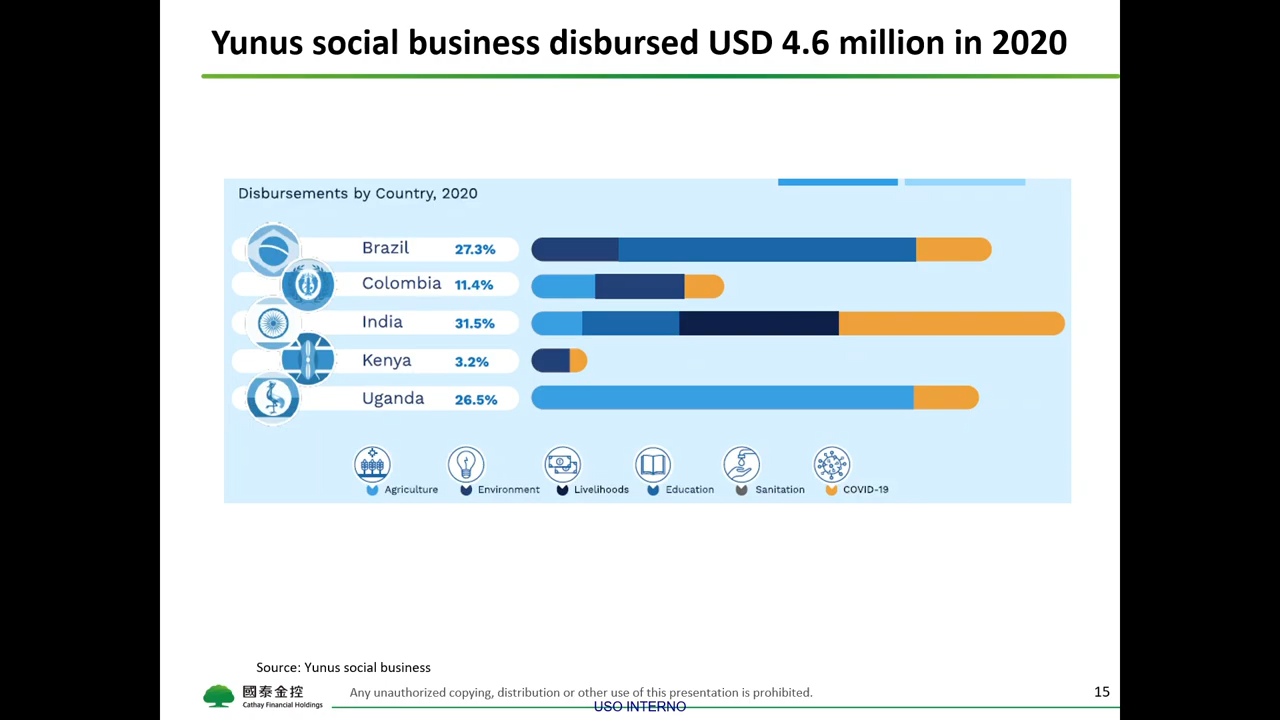 Yunus social business disbursed USD 4.6 million in 2020
Disbursements by Country, 2020
Brazil 27.3%
Colombia 11.4%
India 31.5%
Kenya 3.2%
Uganda 26.5%
Agriculture Environment Livelihoods Education Sanitation COVID-19
Source: Yunus social business
國泰金控
Cathay Financial Holdings
Any unauthorized copying, distribution or other use of this presentation is prohibited.
15
USO INTERNO